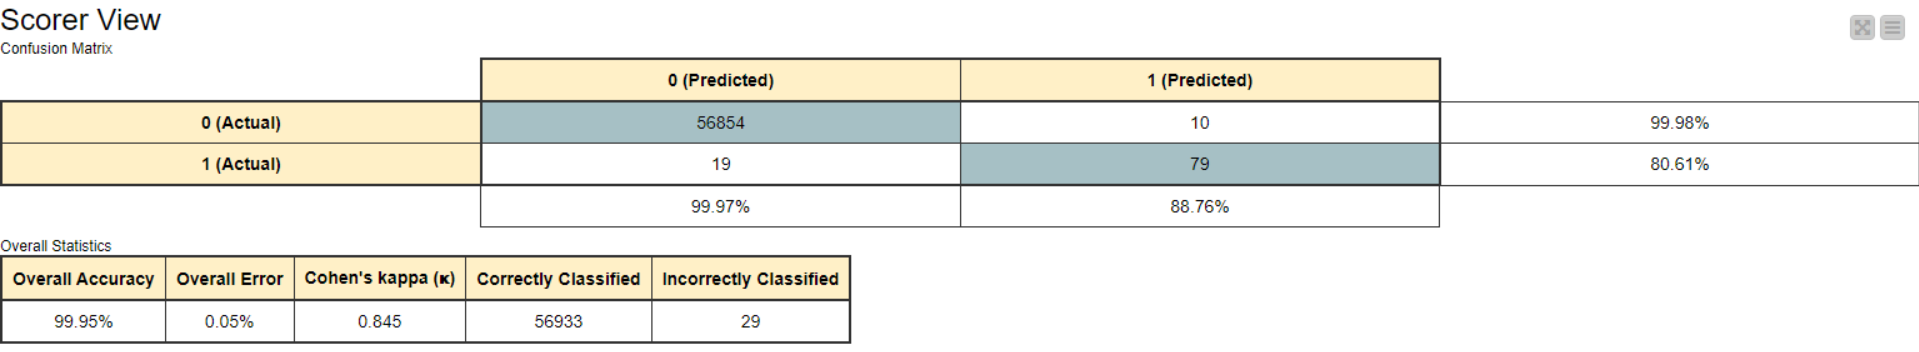 Scorer View
Confusion Matrix
0 (Predicted) 1 (Predicted)
0 (Actual) 56854 10 99.98%
1 (Actual) 19 79 80.61%
99.97% 88.76%
Overall Statistics
Overall Accuracy Overall Error Cohen's kappa (κ) Correctly Classified Incorrectly Classified
99.95% 0.05% 0.845 56933 29